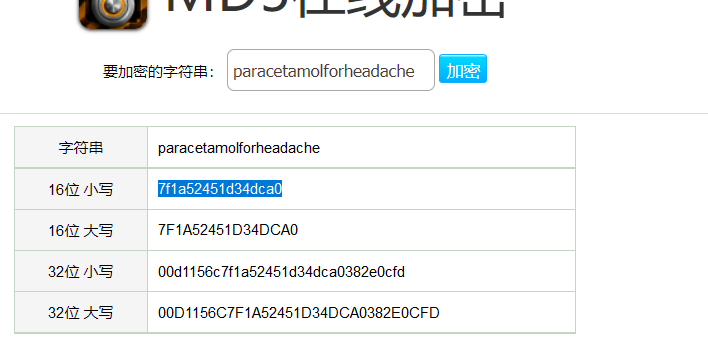 MD5在线加密
要加密的字符串： paracetamolforheadache 加密
字符串 paracetamolforheadache
16位 小写 7f1a52451d34dca0
16位 大写 7F1A52451D34DCA0
32位 小写 00d1156c7f1a52451d34dca0382e0cfd
32位 大写 00D1156C7F1A52451D34DCA0382E0CFD